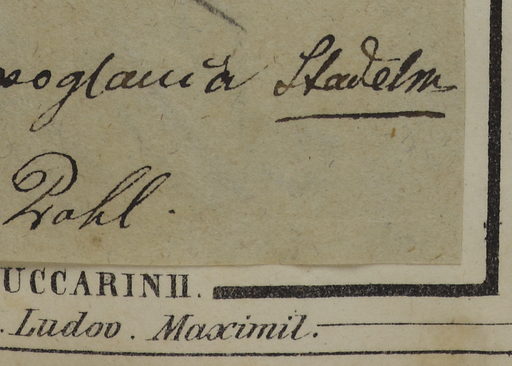 soglauca Stadelm
Pohl.
UCCARINII.
. Ludov. Maximil.